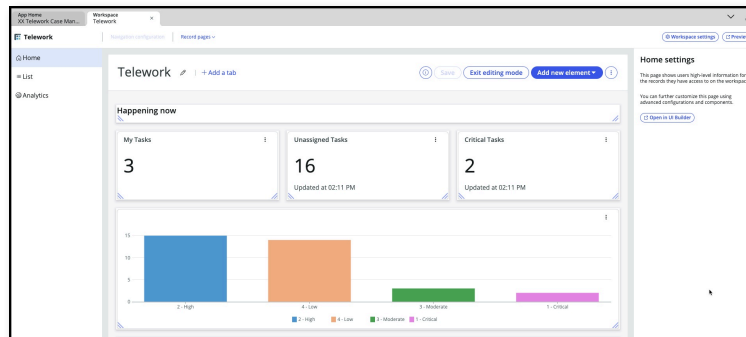 App Home
XX Telework Case Man...
Workspace
Telework
×
Telework
Navigation configuration
Record pages
Workspace settings
Home
List
Analytics
Telework
+ Add a tab
Save
Exit editing mode
Add new element
Happening now
My Tasks
3
Unassigned Tasks
16
Updated at 02:11 PM
Critical Tasks
2
Updated at 02:11 PM
15
10
5
0
2 - High
4 - Low
3 - Moderate
1 - Critical
2 - High
4 - Low
3 - Moderate
1 - Critical
Home settings
This page shows users high-level information for
the records they have access to on the
You can further customize this page using
advanced configurations and components.
Open in UI Builder